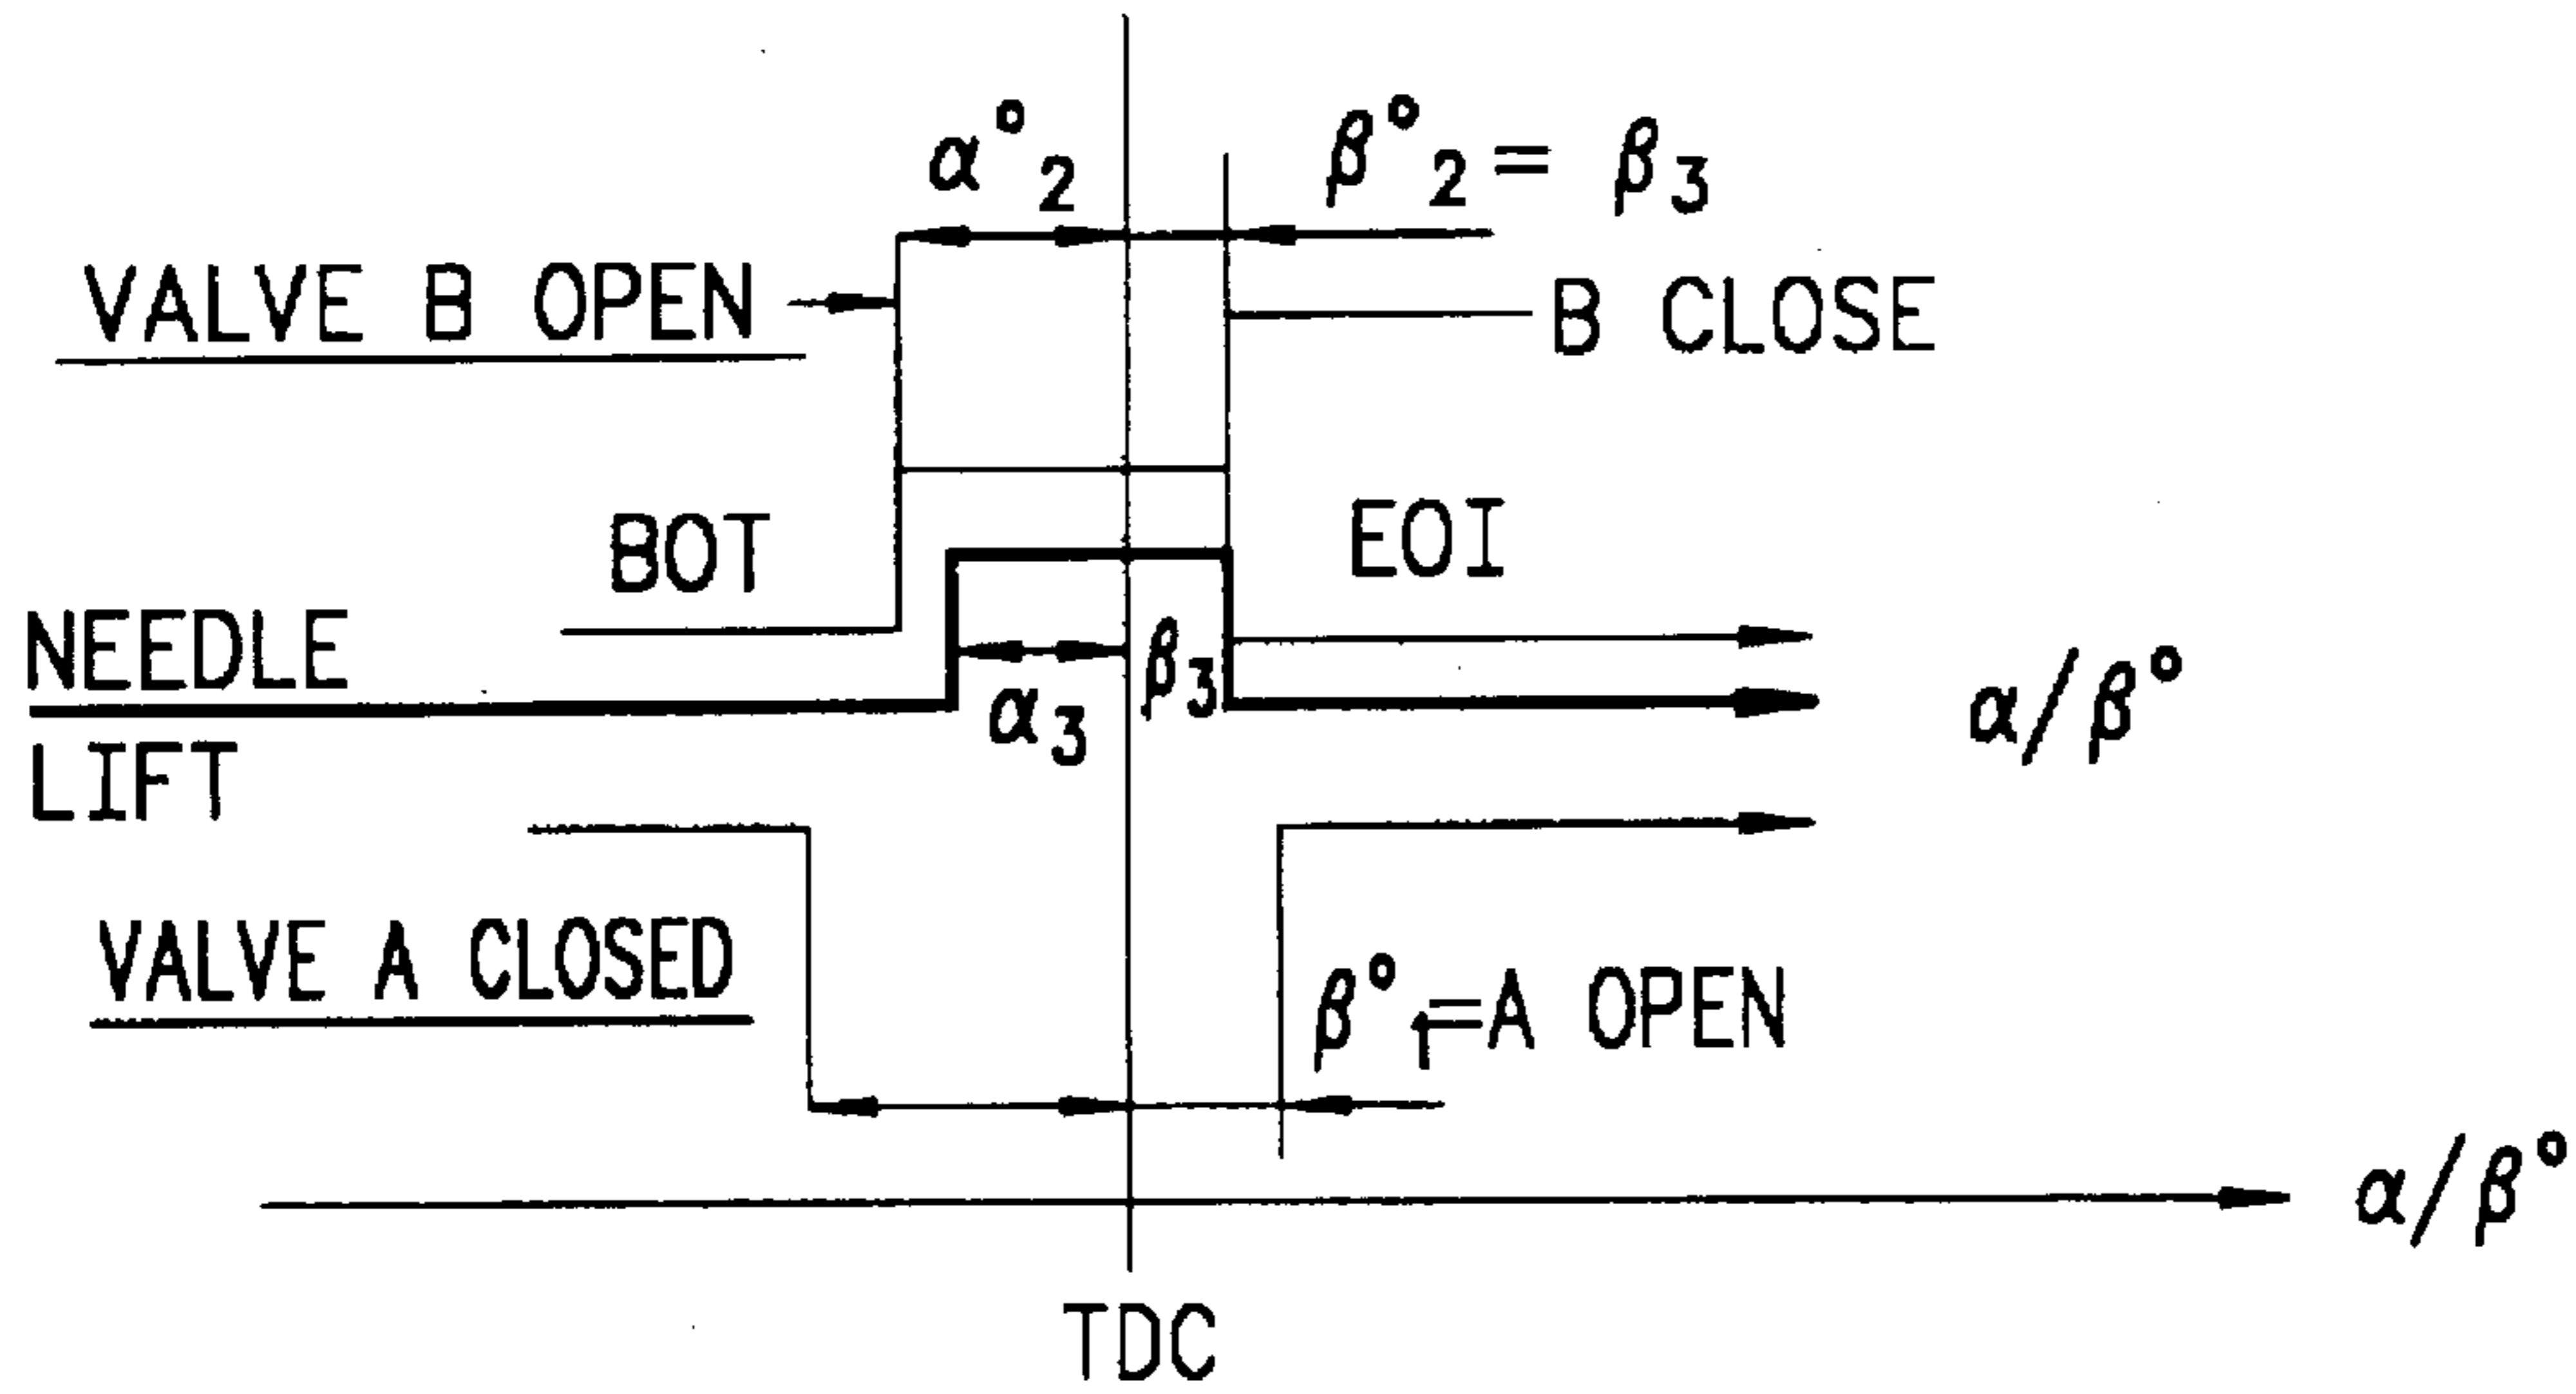 α°2
β°2 = β3
VALVE B OPEN
B CLOSE
BOT
EOI
NEEDLE
LIFT
α3
β3
α/β°
VALVE A CLOSED
β°1=A OPEN
α/β°
TDC